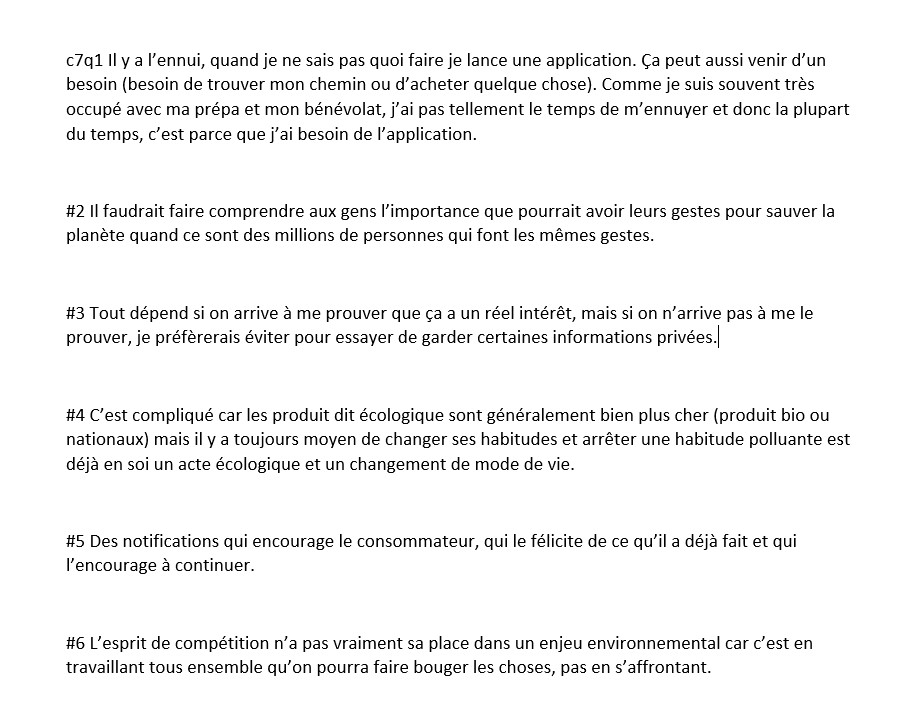 c7q1 Il y a l’ennui, quand je ne sais pas quoi faire je lance une application. Ça peut aussi venir d’un
besoin (besoin de trouver mon chemin ou d’acheter quelque chose). Comme je suis souvent très
occupé avec ma prépa et mon bénévolat, j’ai pas tellement le temps de m’ennuyer et donc la plupart
du temps, c’est parce que j’ai besoin de l’application.
#2 Il faudrait faire comprendre aux gens l’importance que pourrait avoir leurs gestes pour sauver la
planète quand ce sont des millions de personnes qui font les mêmes gestes.
#3 Tout dépend si on arrive à me prouver que ça a un réel intérêt, mais si on n’arrive pas à me le
prouver, je préfèrerais éviter pour essayer de garder certaines informations privées.
#4 C’est compliqué car les produit dit écologique sont généralement bien plus cher (produit bio ou
nationaux) mais il y a toujours moyen de changer ses habitudes et arrêter une habitude polluante est
déjà en soi un acte écologique et un changement de mode de vie.
#5 Des notifications qui encourage le consommateur, qui le félicite de ce qu’il a déjà fait et qui
l’encourage à continuer.
#6 L’esprit de compétition n’a pas vraiment sa place dans un enjeu environnemental car c’est en
travaillant tous ensemble qu’on pourra faire bouger les choses, pas en s’affrontant.